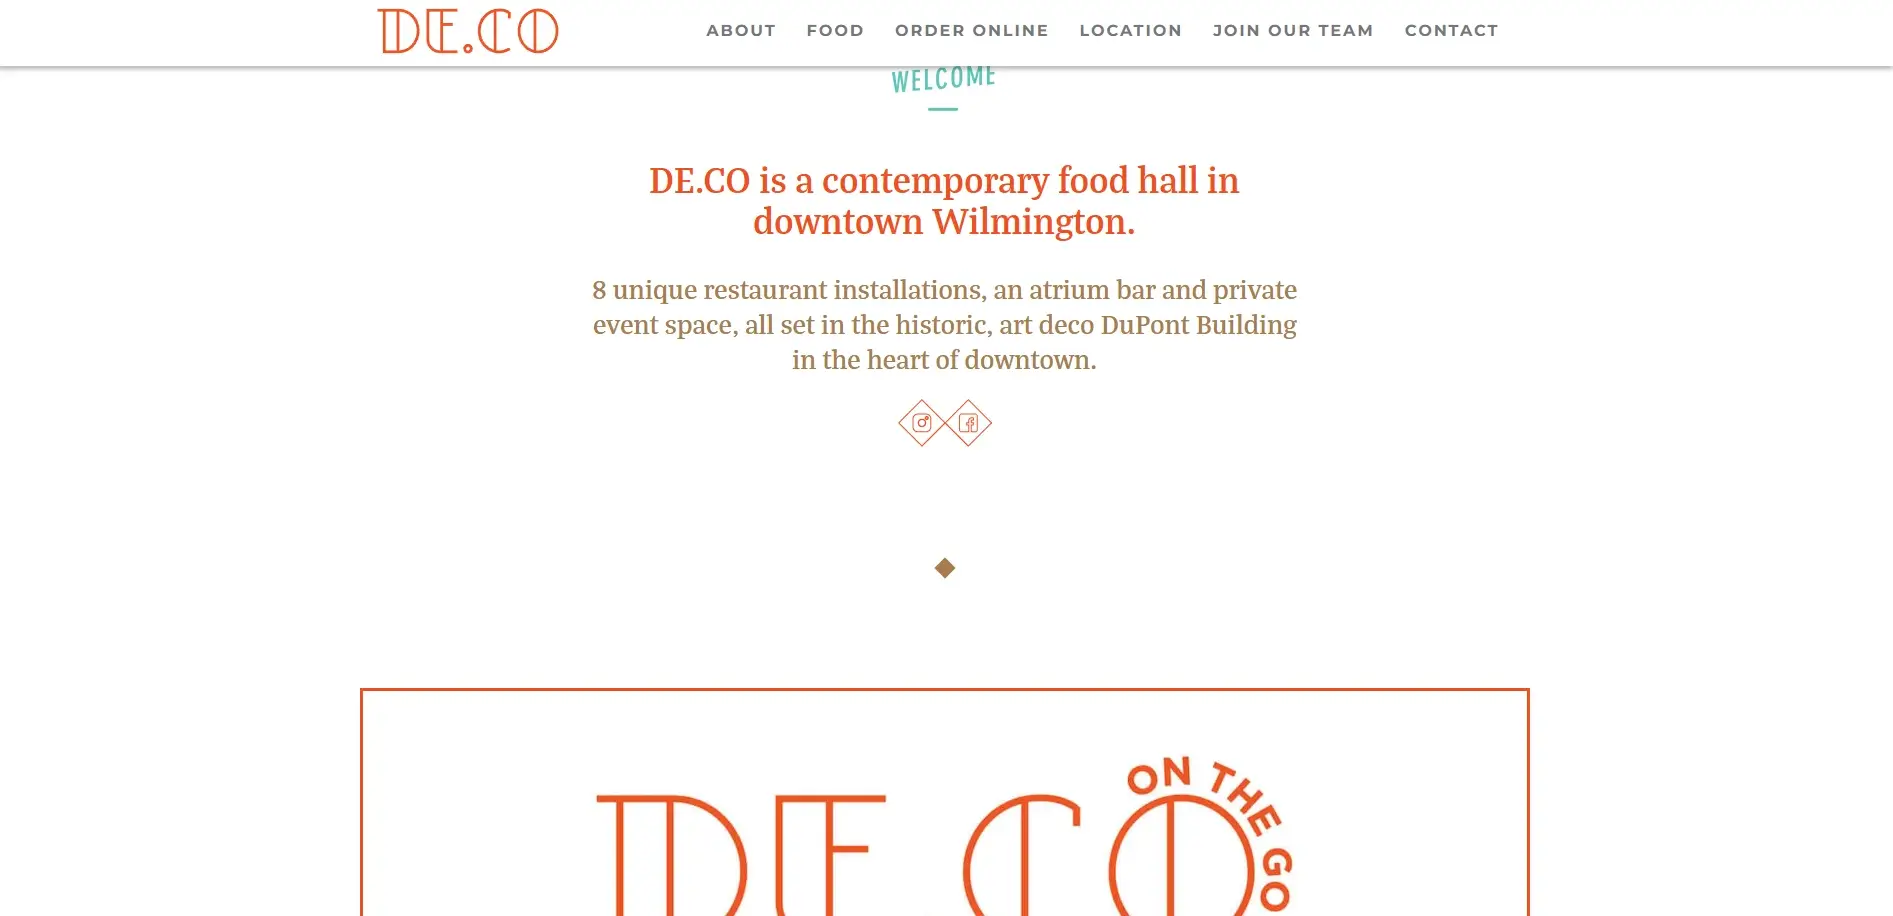 DE.CO
ABOUT FOOD ORDER ONLINE LOCATION JOIN OUR TEAM CONTACT
WELCOME
DE.CO is a contemporary food hall in
downtown Wilmington.
8 unique restaurant installations, an atrium bar and private
event space, all set in the historic, art deco DuPont Building
in the heart of downtown.
ON THE GO
DE.CO